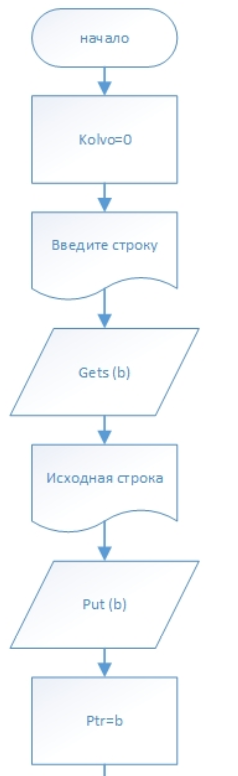 начало
Kolvo=0
Введите строку
Gets (b)
Исходная строка
Put (b)
Ptr=b